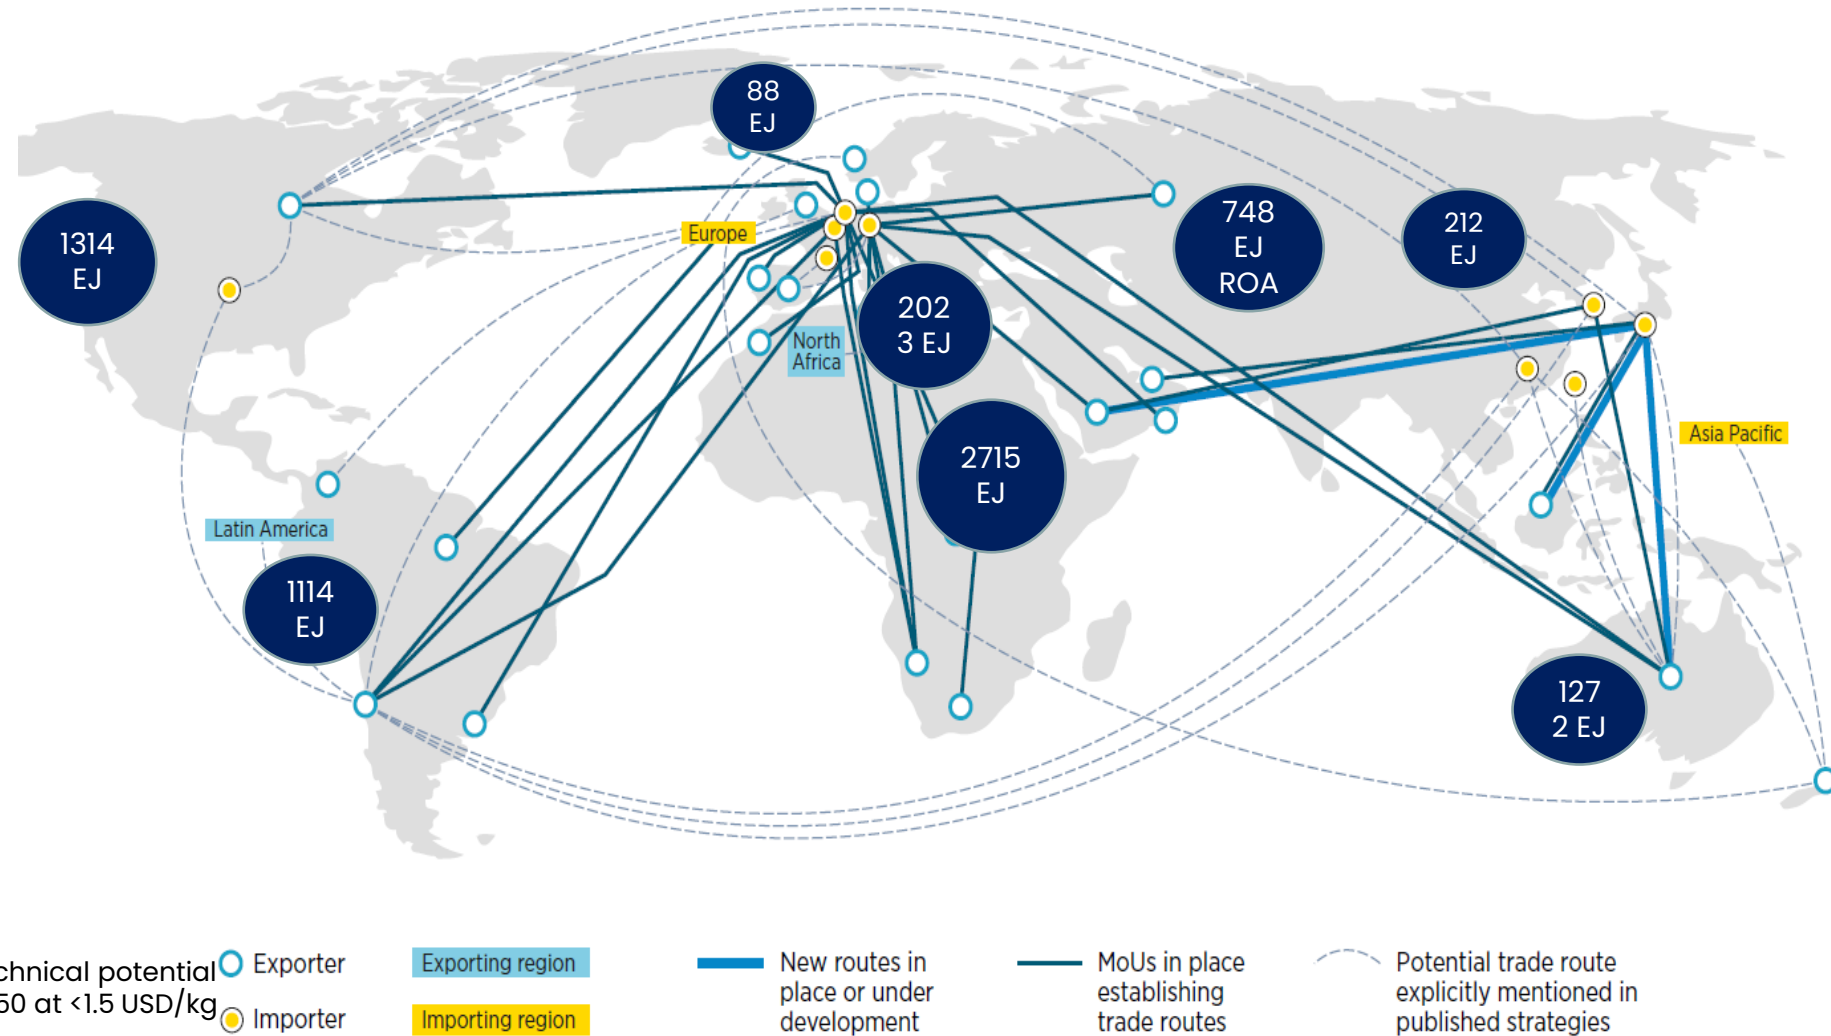 88
EJ
1314
EJ
Europe
748
EJ
ROA
212
EJ
202
3 EJ
North
Africa
2715
EJ
Asia Pacific
Latin America
1114
EJ
127
2 EJ
Exporter
Importer
Exporting region
Importing region
New routes in
place or under
development
MoUs in place
establishing
trade routes
Potential trade route
explicitly mentioned in
published strategies
potential
at <1.5 USD/kg